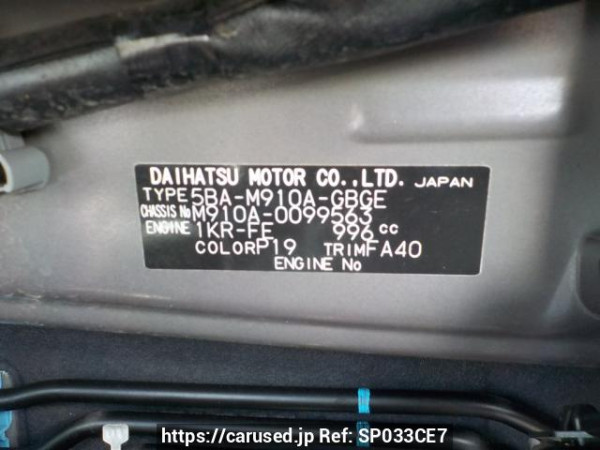 DAIHATSU MOTOR CO.,LTD. JAPAN
TYPE 5BA-M910A-GBGE
CHASSIS No M910A-0099563
ENGINE 1KR-FE 996 cc
COLOR P19 TRIM FA40
ENGINE No
https://carused.jp Ref: SP033CE7